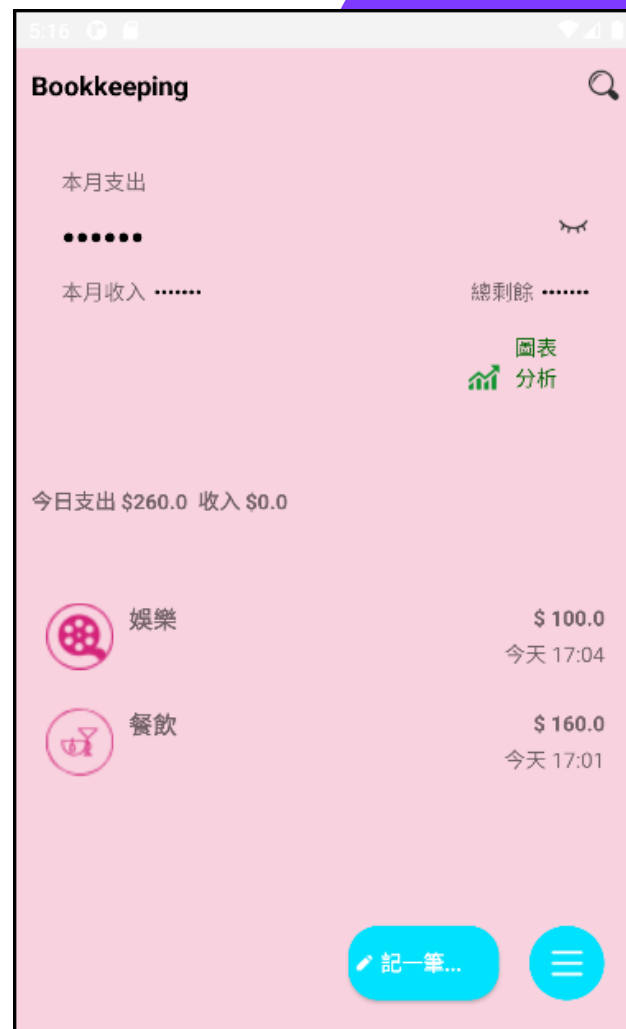 5:16
Bookkeeping
本月支出
••••••
本月收入 •••••••
總剩餘 •••••••
圖表
分析
今日支出 $260.0 收入 $0.0
娛樂
$ 100.0
今天 17:04
餐飲
$ 160.0
今天 17:01
記一筆...